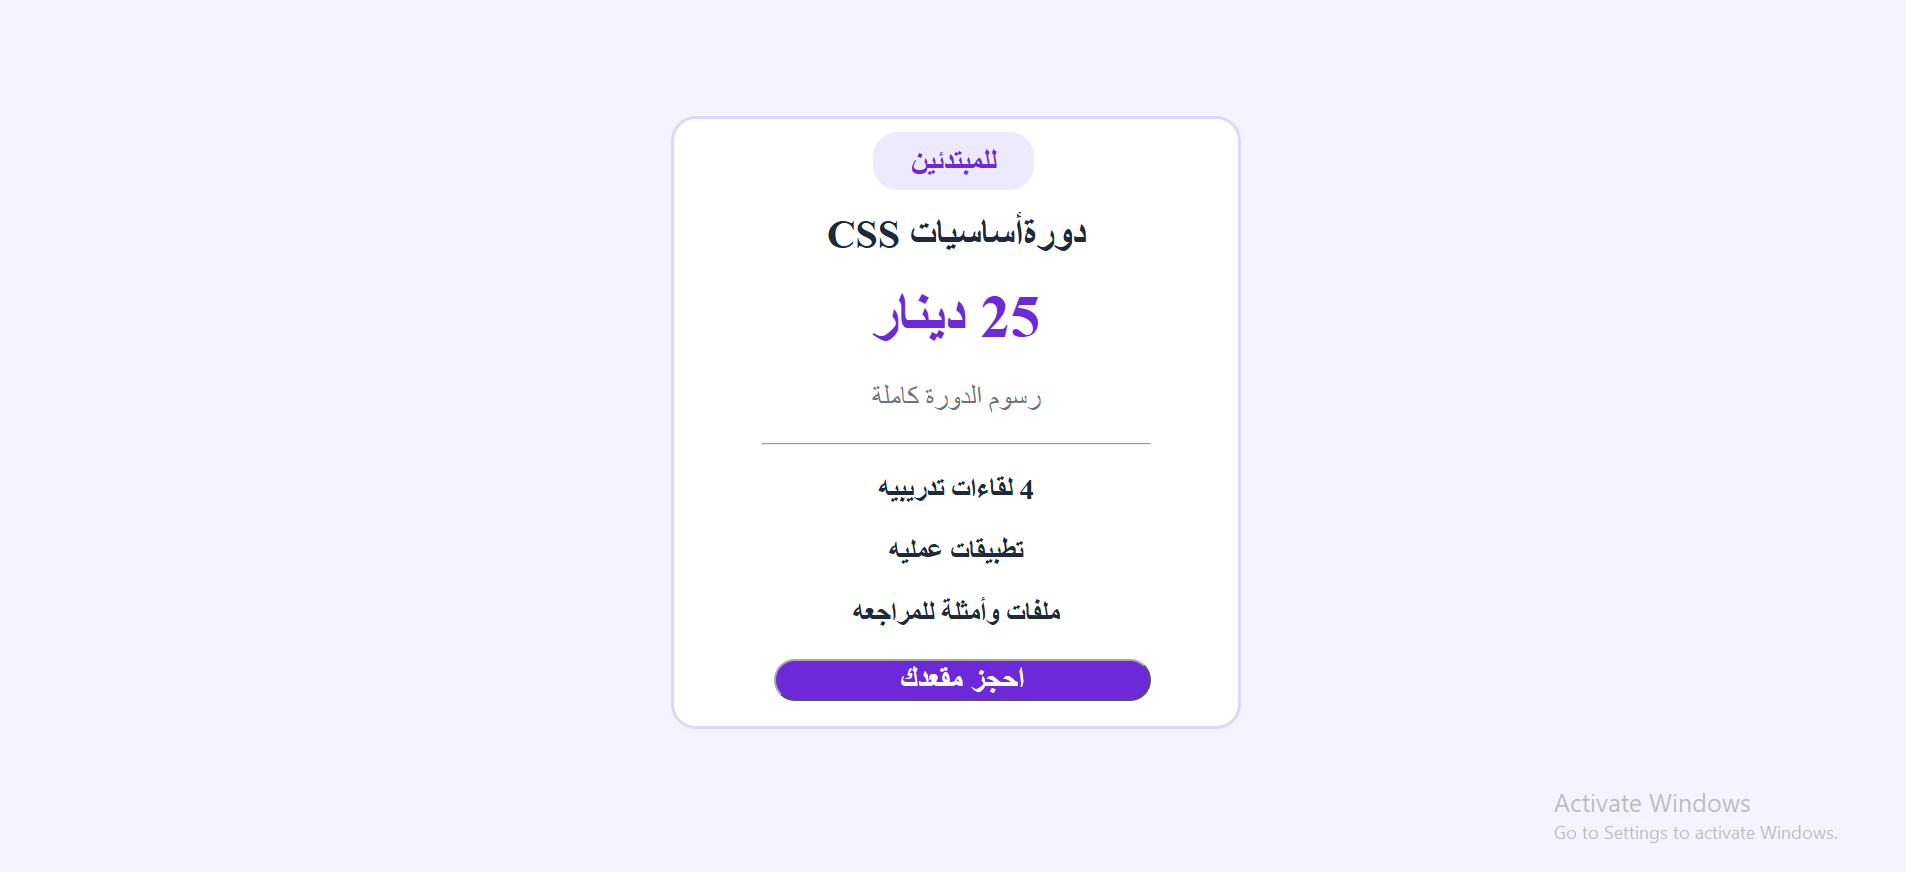 للمبتدئين
دورةأساسيات CSS
25 دينار
رسوم الدورة كاملة
4 لقاءات تدريبيه
تطبيقات عمليه
ملفات وأمثلة للمراجعه
احجز مقعدك
Activate Windows
Go to Settings to activate Windows.